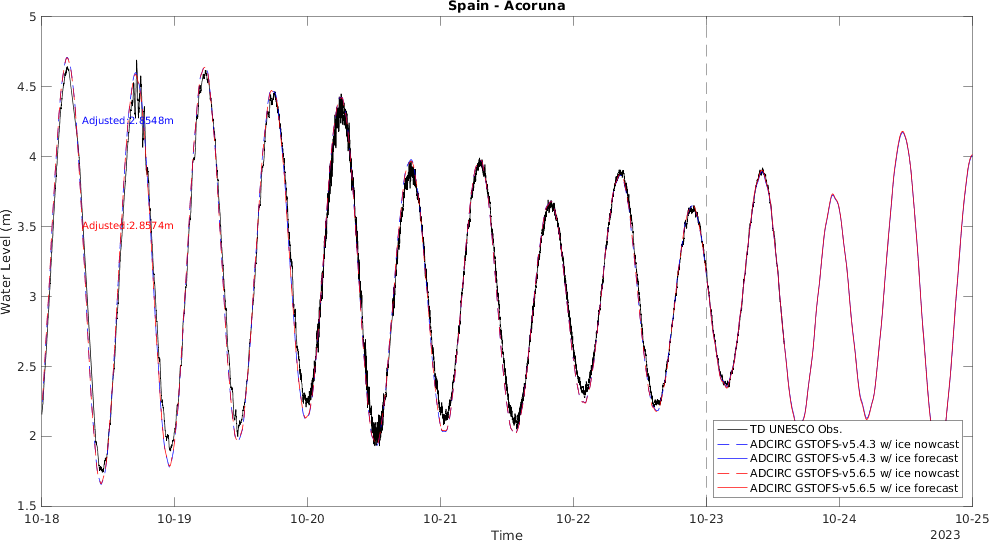 Spain - Acoruna
5
4.5
4
3.5
3
2.5
2
1.5
Water Level (m)
Adjusted:2.8548m
Adjusted:2.8574m
TD UNESCO Obs.
ADCIRC GSTOFS-v5.4.3 w/ ice nowcast
ADCIRC GSTOFS-v5.4.3 w/ ice forecast
ADCIRC GSTOFS-v5.6.5 w/ ice nowcast
ADCIRC GSTOFS-v5.6.5 w/ ice forecast
10-18 10-19 10-20 10-21 10-22 10-23 10-24 10-25
Time
2023